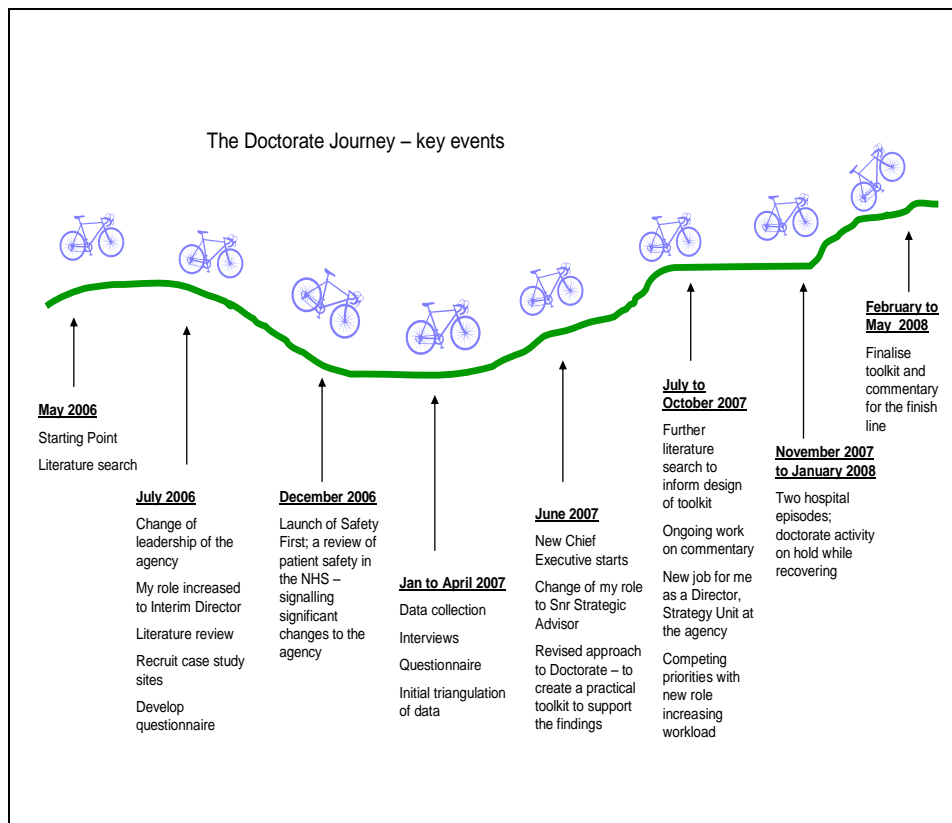 The Doctorate Journey – key events
May 2006
Starting Point
Literature search
July 2006
Change of
leadership of the
agency
My role increased
to Interim Director
Literature review
Recruit case study
sites
Develop
questionnaire
December 2006
Launch of Safety
First; a review of
patient safety in
the NHS –
signalling
significant
changes to the
agency
Jan to April 2007
Data collection
Interviews
Questionnaire
Initial triangulation
of data
June 2007
New Chief
Executive starts
Change of my role
to Snr Strategic
Advisor
Revised approach
to Doctorate – to
create a practical
toolkit to support
the findings
July to
October 2007
Further
literature
search to
inform design
of toolkit
Ongoing work
on commentary
New job for me
as a Director,
Strategy Unit at
the agency
Competing
priorities with
new role
increasing
workload
November 2007
to January 2008
Two hospital
episodes;
doctorate activity
on hold while
recovering
February to
May 2008
Finalise
toolkit and
commentary
for the finish
line